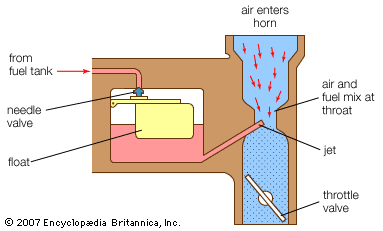 air enters
horn
from
fuel tank
needle
valve
float
air and
fuel mix at
throat
jet
throttle
valve
© 2007 Encyclopædia Britannica, Inc.